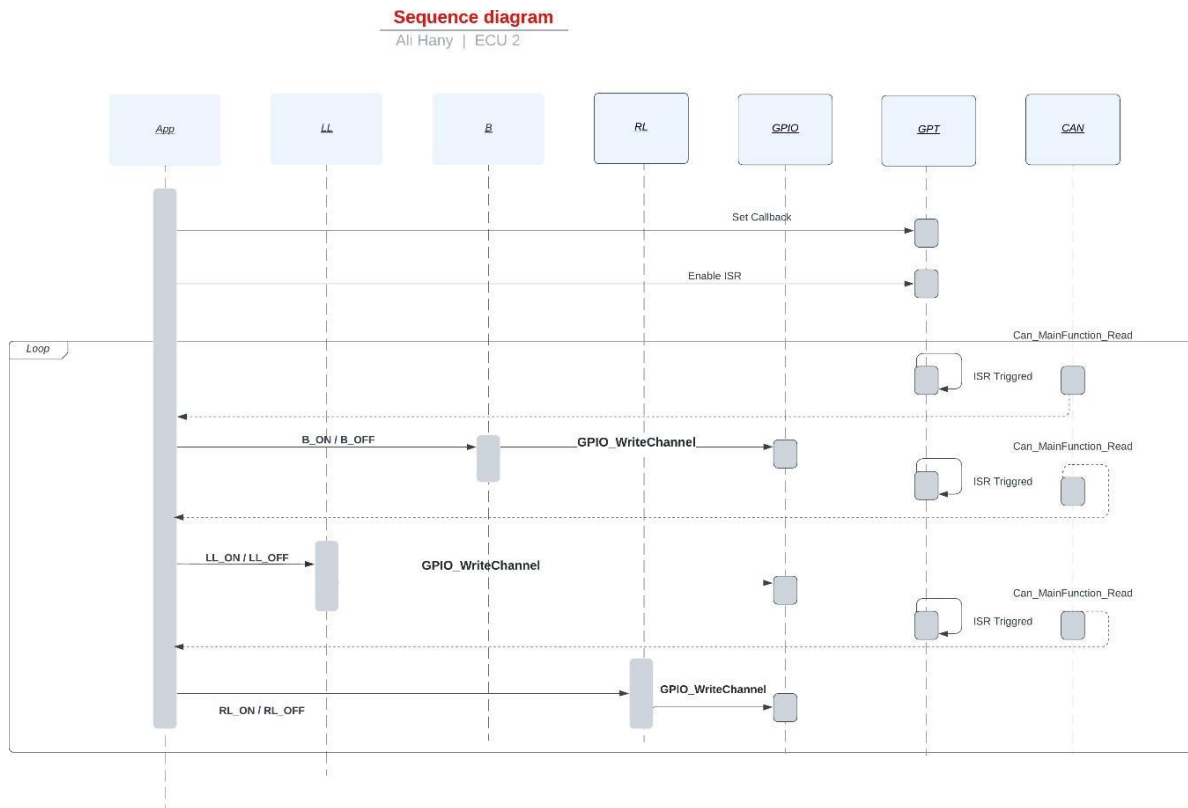 Sequence diagram
Ali Hany | ECU 2
App
LL
B
RL
GPIO
GPT
CAN
Set Callback
Enable ISR
Can_MainFunction_Read
Loop
ISR Triggred
B_ON / B_OFF
GPIO_WriteChannel
Can_MainFunction_Read
ISR Triggred
LL_ON / LL_OFF
GPIO_WriteChannel
Can_MainFunction_Read
ISR Triggred
GPIO_WriteChannel
RL_ON / RL_OFF